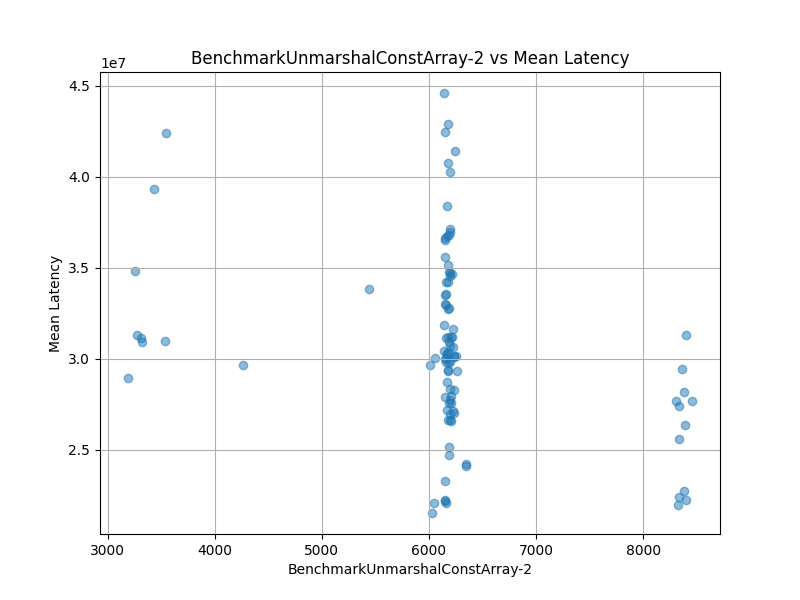 BenchmarkUnmarshalConstArray-2 vs Mean Latency
1e7
4.5
4.0
3.5
3.0
2.5
Mean Latency
3000 4000 5000 6000 7000 8000
BenchmarkUnmarshalConstArray-2